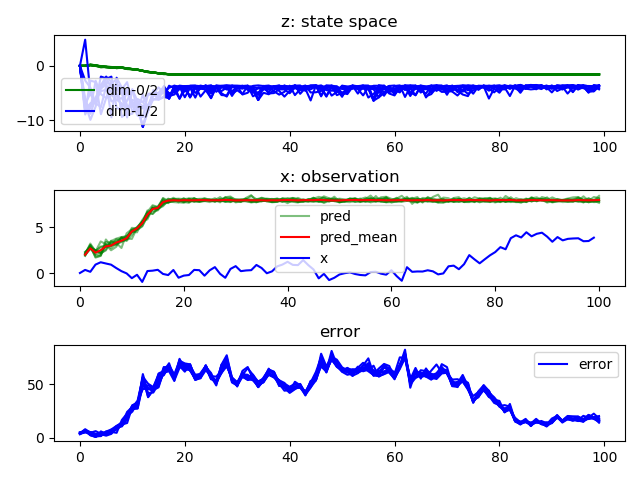 z: state space
0
−10
dim-0/2
dim-1/2
0 20 40 60 80 100
x: observation
5
0
pred
pred_mean
x
0 20 40 60 80 100
error
50
0
error
0 20 40 60 80 100